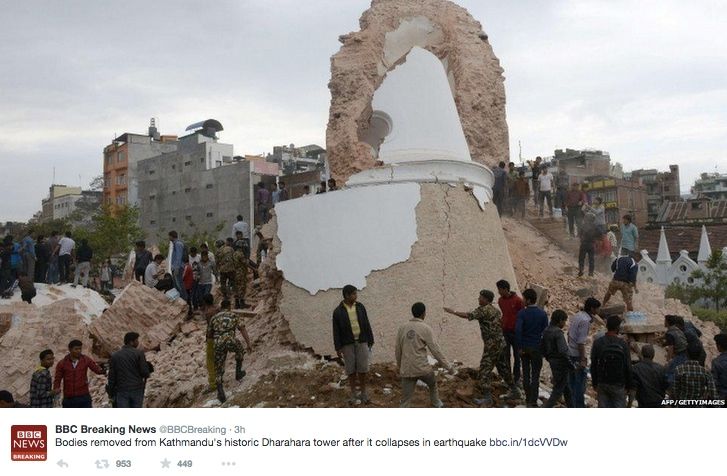 AFP / GETTYIMAGES
BBC
NEWS
BREAKING
BBC Breaking News @BBCBreaking · 3h
Bodies removed from Kathmandu's historic Dharahara tower after it collapses in earthquake bbc.in/1dcVVDw
953 449